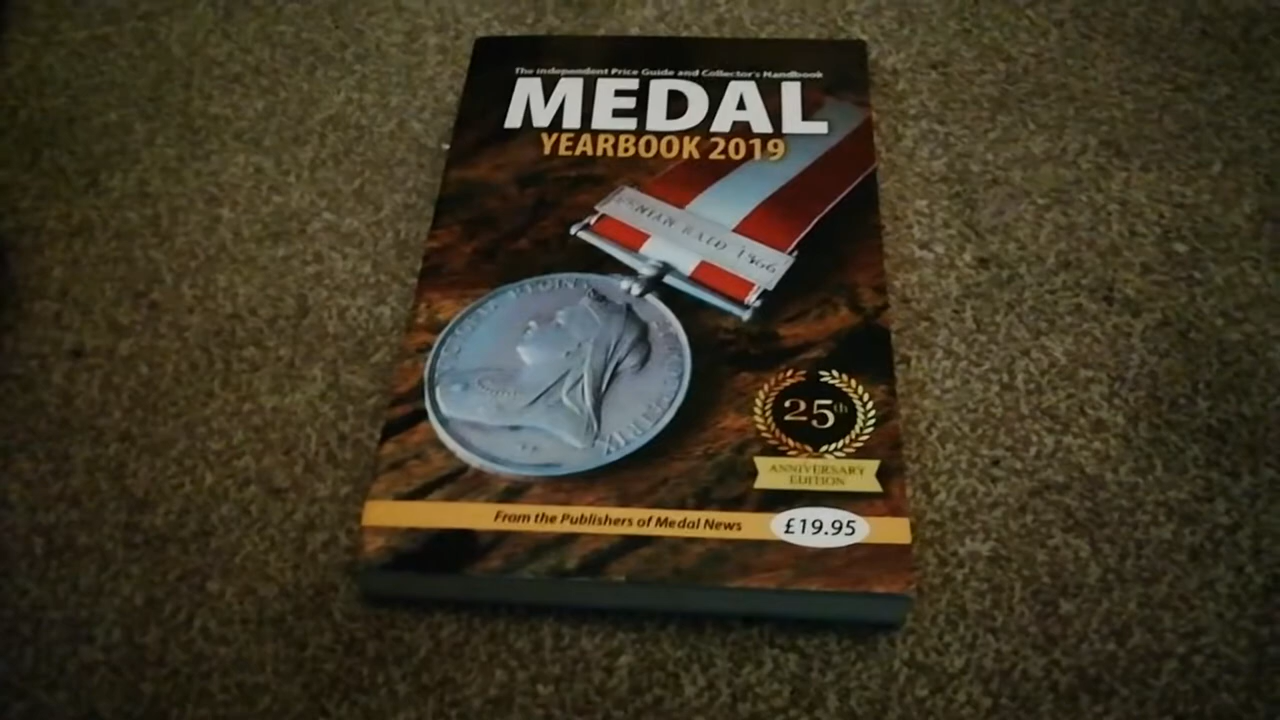 The Independent Price Guide and Collector's Handbook
MEDAL
YEARBOOK 2019
RAID 1866
25th
ANNIVERSARY
EDITION
From the Publishers of Medal News
£19.95